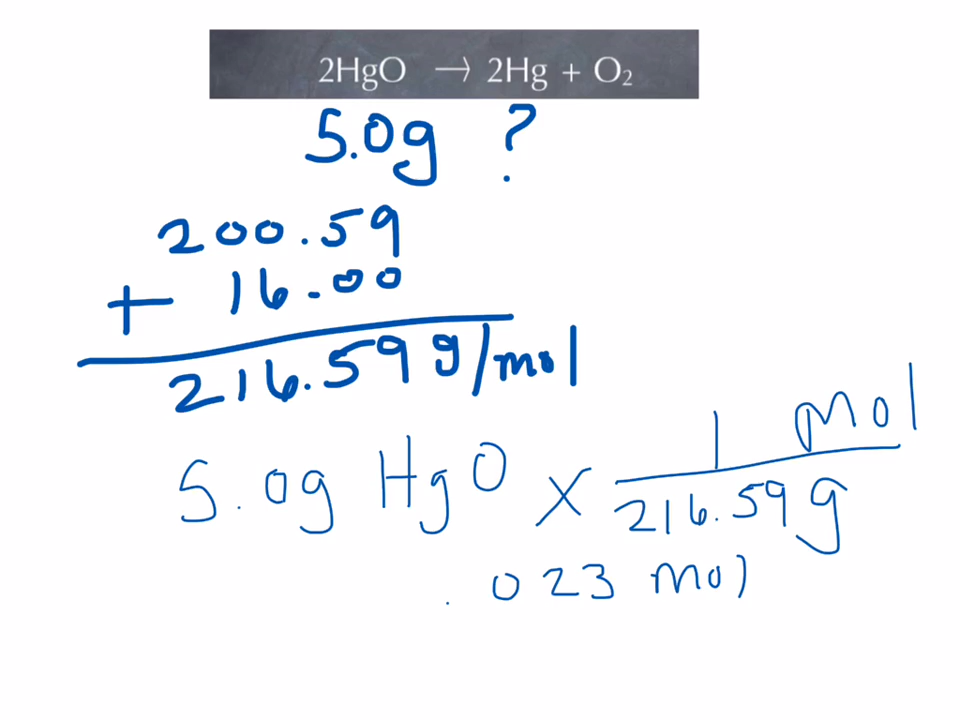 2HgO → 2Hg + O₂
5.0g ?
200.59
+ 16.00
216.59 g/mol
1 mol
5.0g HgO x 216.59g
.023 mol